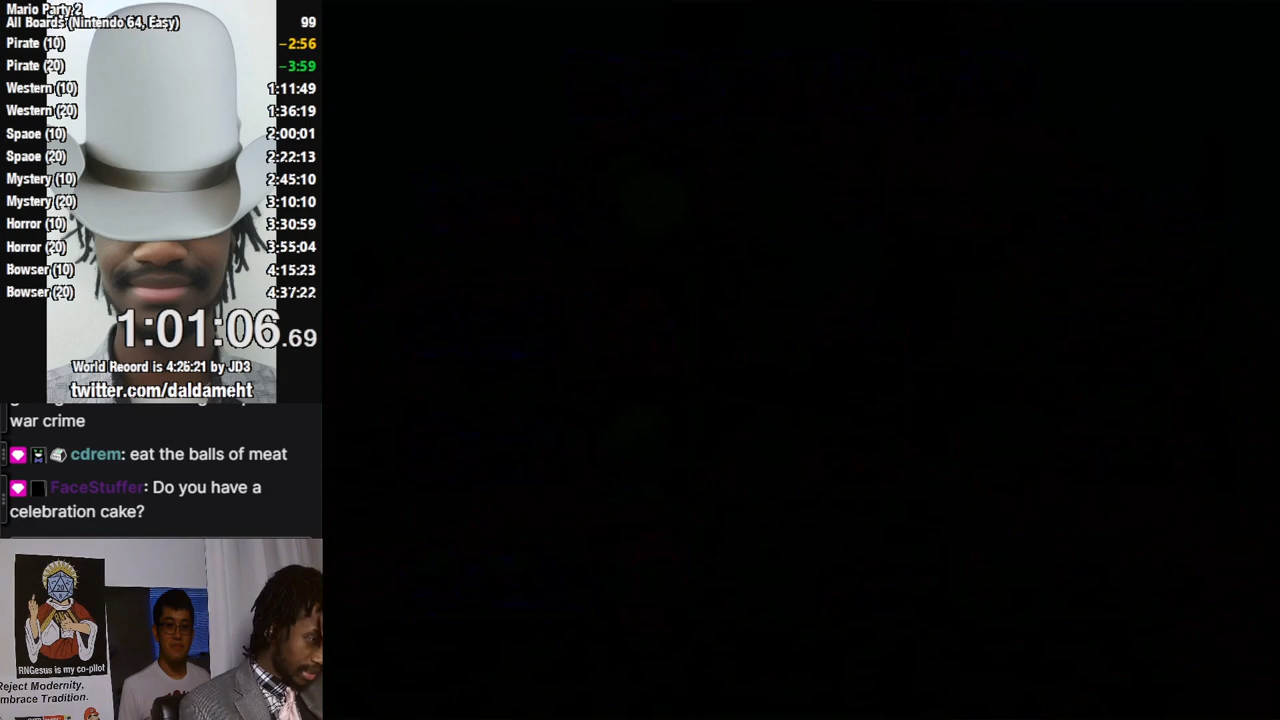 Mario Party 2
All Boards (Nintendo 64, Easy) 99
Pirate (10) -2:56
Pirate (20) -3:59
Western (10) 1:11:49
Western (20) 1:36:19
Space (10) 2:00:01
Space (20) 2:22:13
Mystery (10) 2:45:10
Mystery (20) 3:10:10
Horror (10) 3:30:59
Horror (20) 3:55:04
Bowser (10) 4:15:23
Bowser (20) 4:37:22
1:01:06.69
World Record is 4:25:21 by JD3
twitter.com/daldameht
war crime
cdrem: eat the balls of meat
FaceStuffer: Do you have a
celebration cake?
RNGesus is my co-pilot
Reject Modernity,
mbrace Tradition.